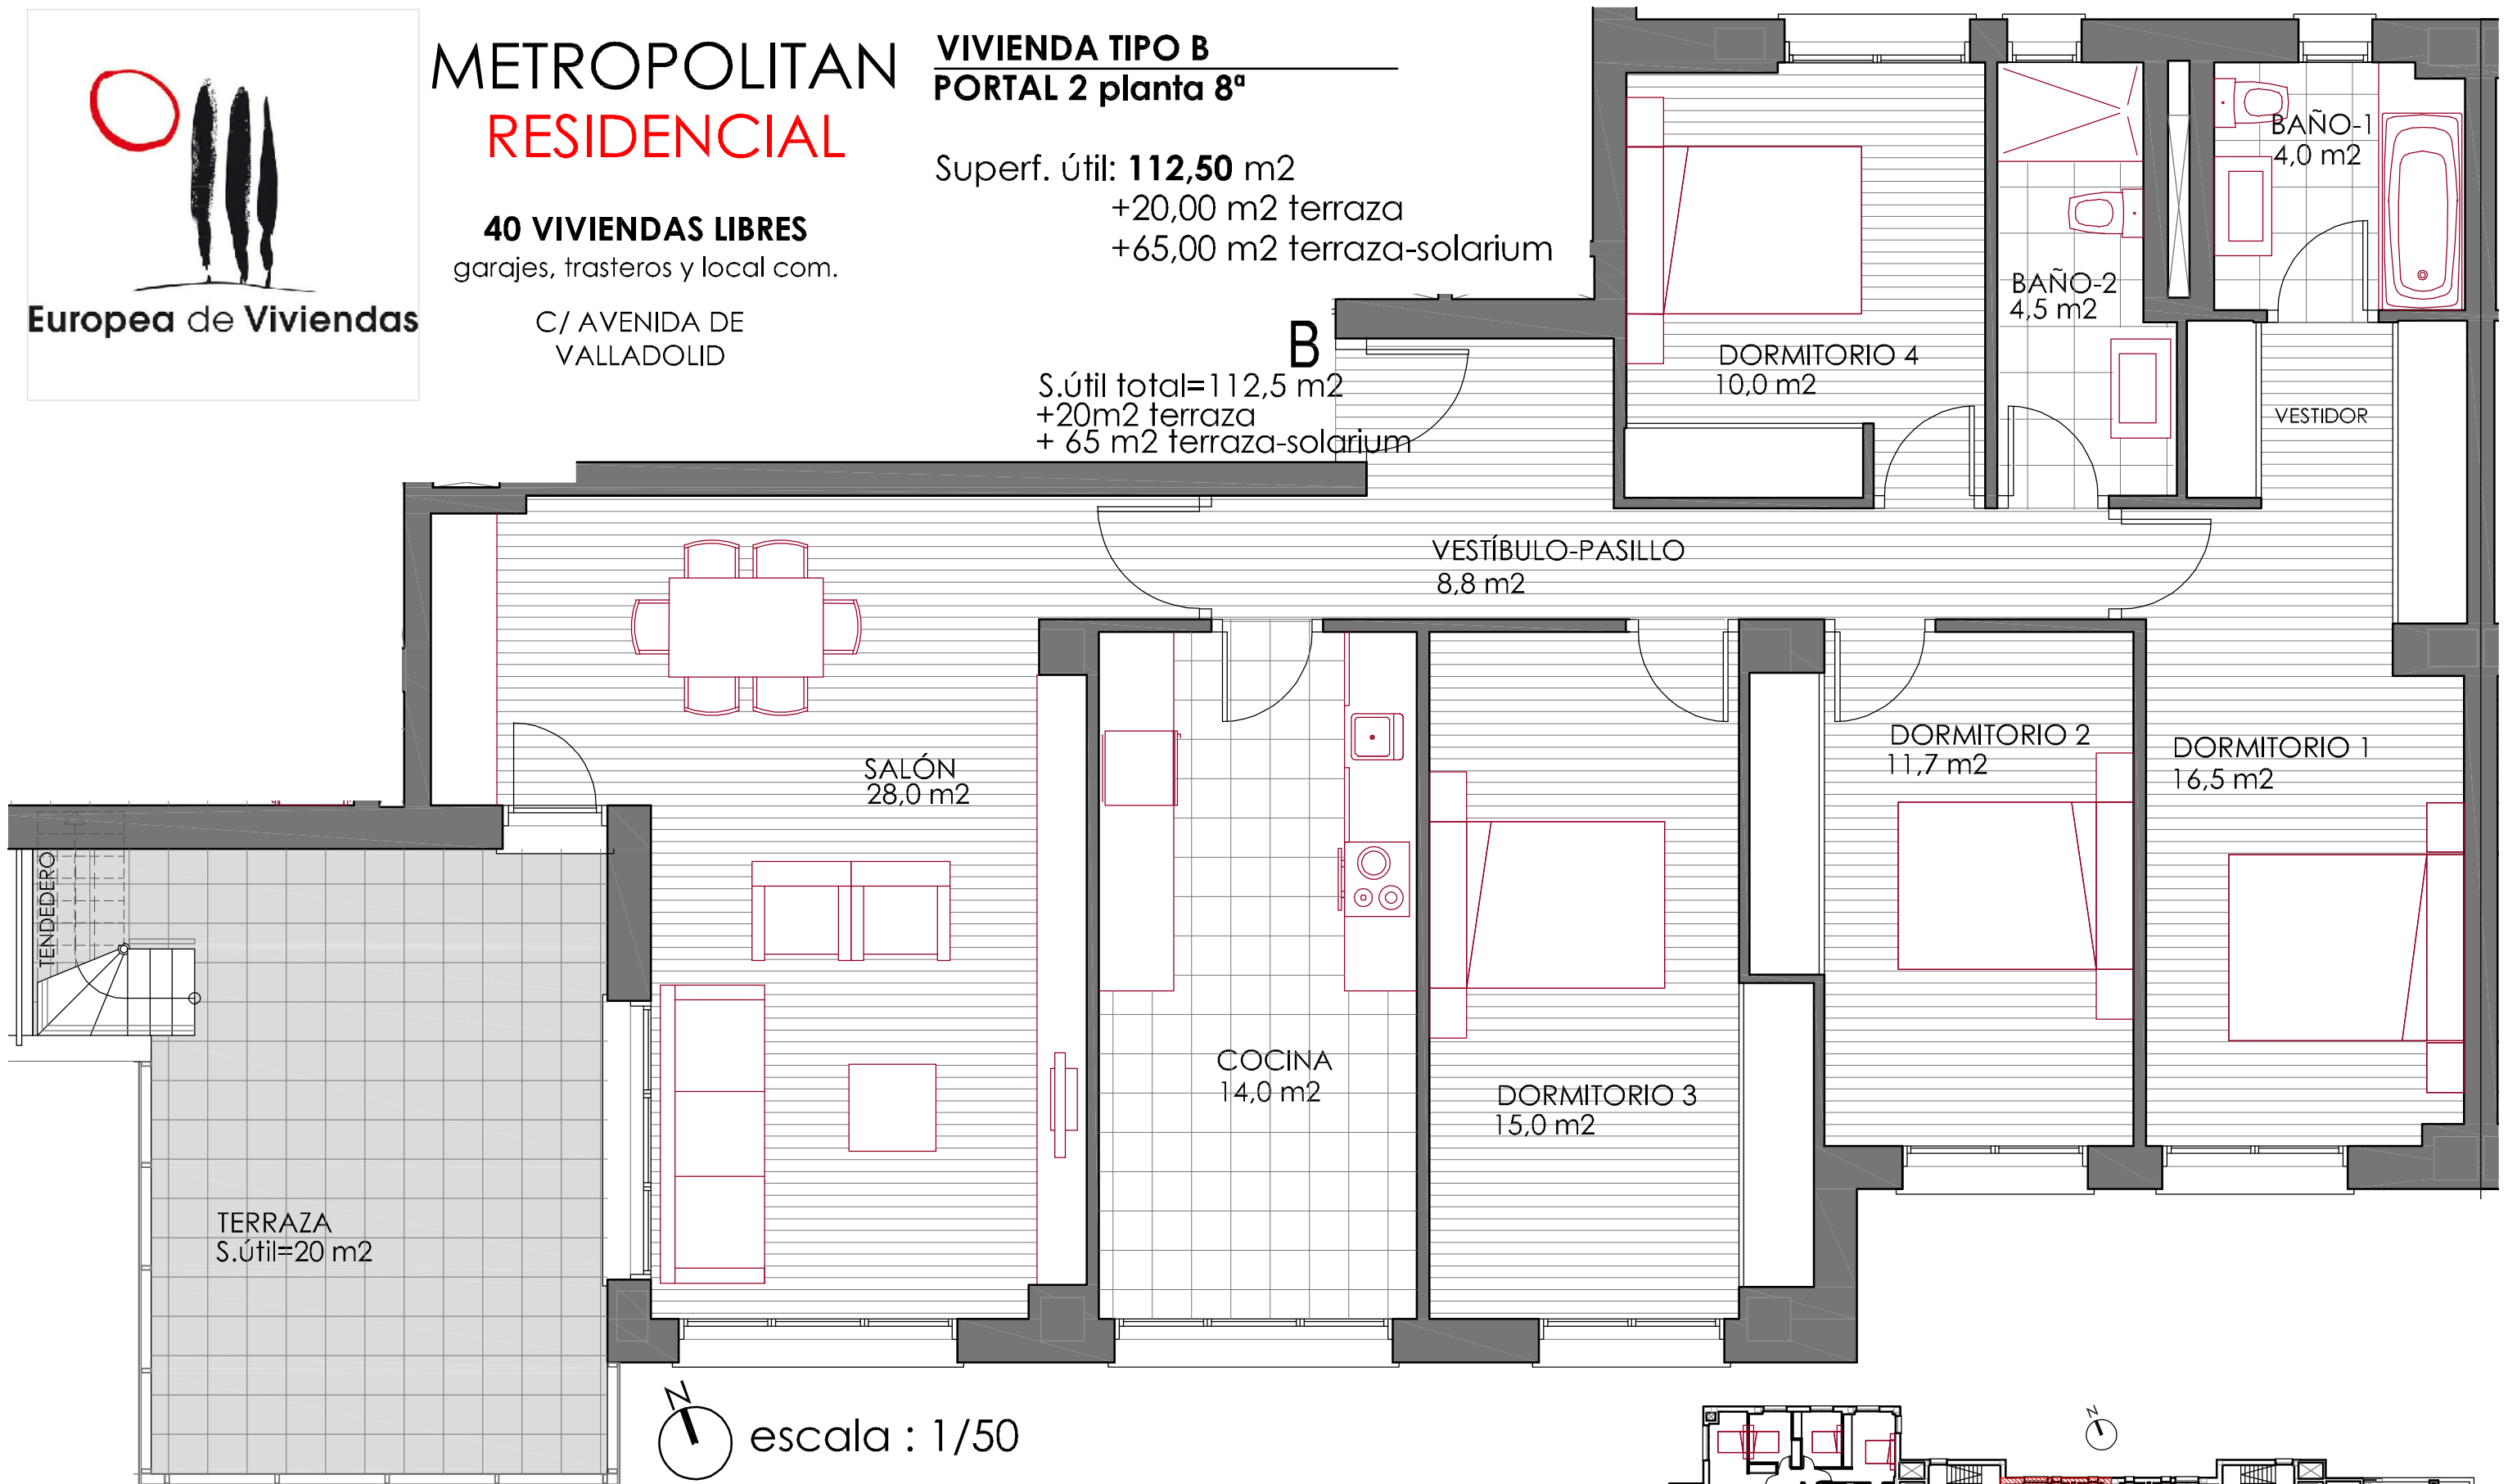 Europea de Viviendas
METROPOLITAN
RESIDENCIAL
40 VIVIENDAS LIBRES
garajes, trasteros y local com.
C/ AVENIDA DE
VALLADOLID
VIVIENDA TIPO B
PORTAL 2 planta 8ª
Superf. útil: 112,50 m2
+20,00 m2 terraza
+65,00 m2 terraza-solarium
B
S.útil total=112,5 m2
+20m2 terraza
+ 65 m2 terraza-solarium
BAÑO-1
4,0 m2
BAÑO-2
4,5 m2
DORMITORIO 4
10,0 m2
VESTIDOR
VESTÍBULO-PASILLO
8,8 m2
SALÓN
28,0 m2
DORMITORIO 2
11,7 m2
DORMITORIO 1
16,5 m2
TENDEDERO
COCINA
14,0 m2
DORMITORIO 3
15,0 m2
TERRAZA
S.útil=20 m2
N
escala : 1/50
N